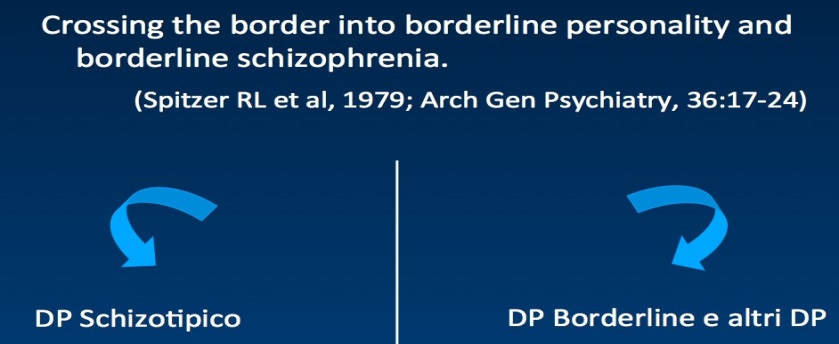 Crossing the border into borderline personality and
borderline schizophrenia.
(Spitzer RL et al, 1979; Arch Gen Psychiatry, 36:17-24)
DP Schizotipico
DP Borderline e altri DP